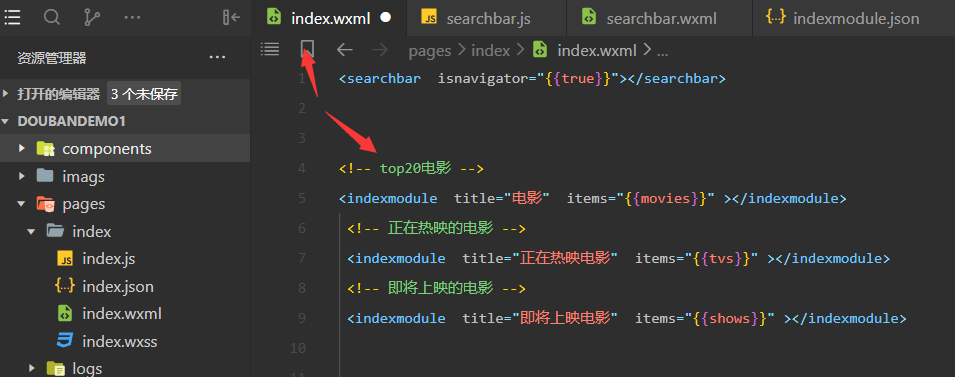 index.wxml
searchbar.js
searchbar.wxml
indexmodule.json
资源管理器
pages > index > index.wxml > ...
打开的编辑器 3 个未保存
DOUBANDEMO1
components
imags
pages
index
index.js
index.json
index.wxml
index.wxss
logs
1 <searchbar isnavigator="{{true}}"></searchbar>
2
3
4 <!-- top20电影 -->
5 <indexmodule title="电影" items="{{movies}}" ></indexmodule>
6 <!-- 正在热映的电影 -->
7 <indexmodule title="正在热映电影" items="{{tvs}}" ></indexmodule>
8 <!-- 即将上映的电影 -->
9 <indexmodule title="即将上映电影" items="{{shows}}" ></indexmodule>
10